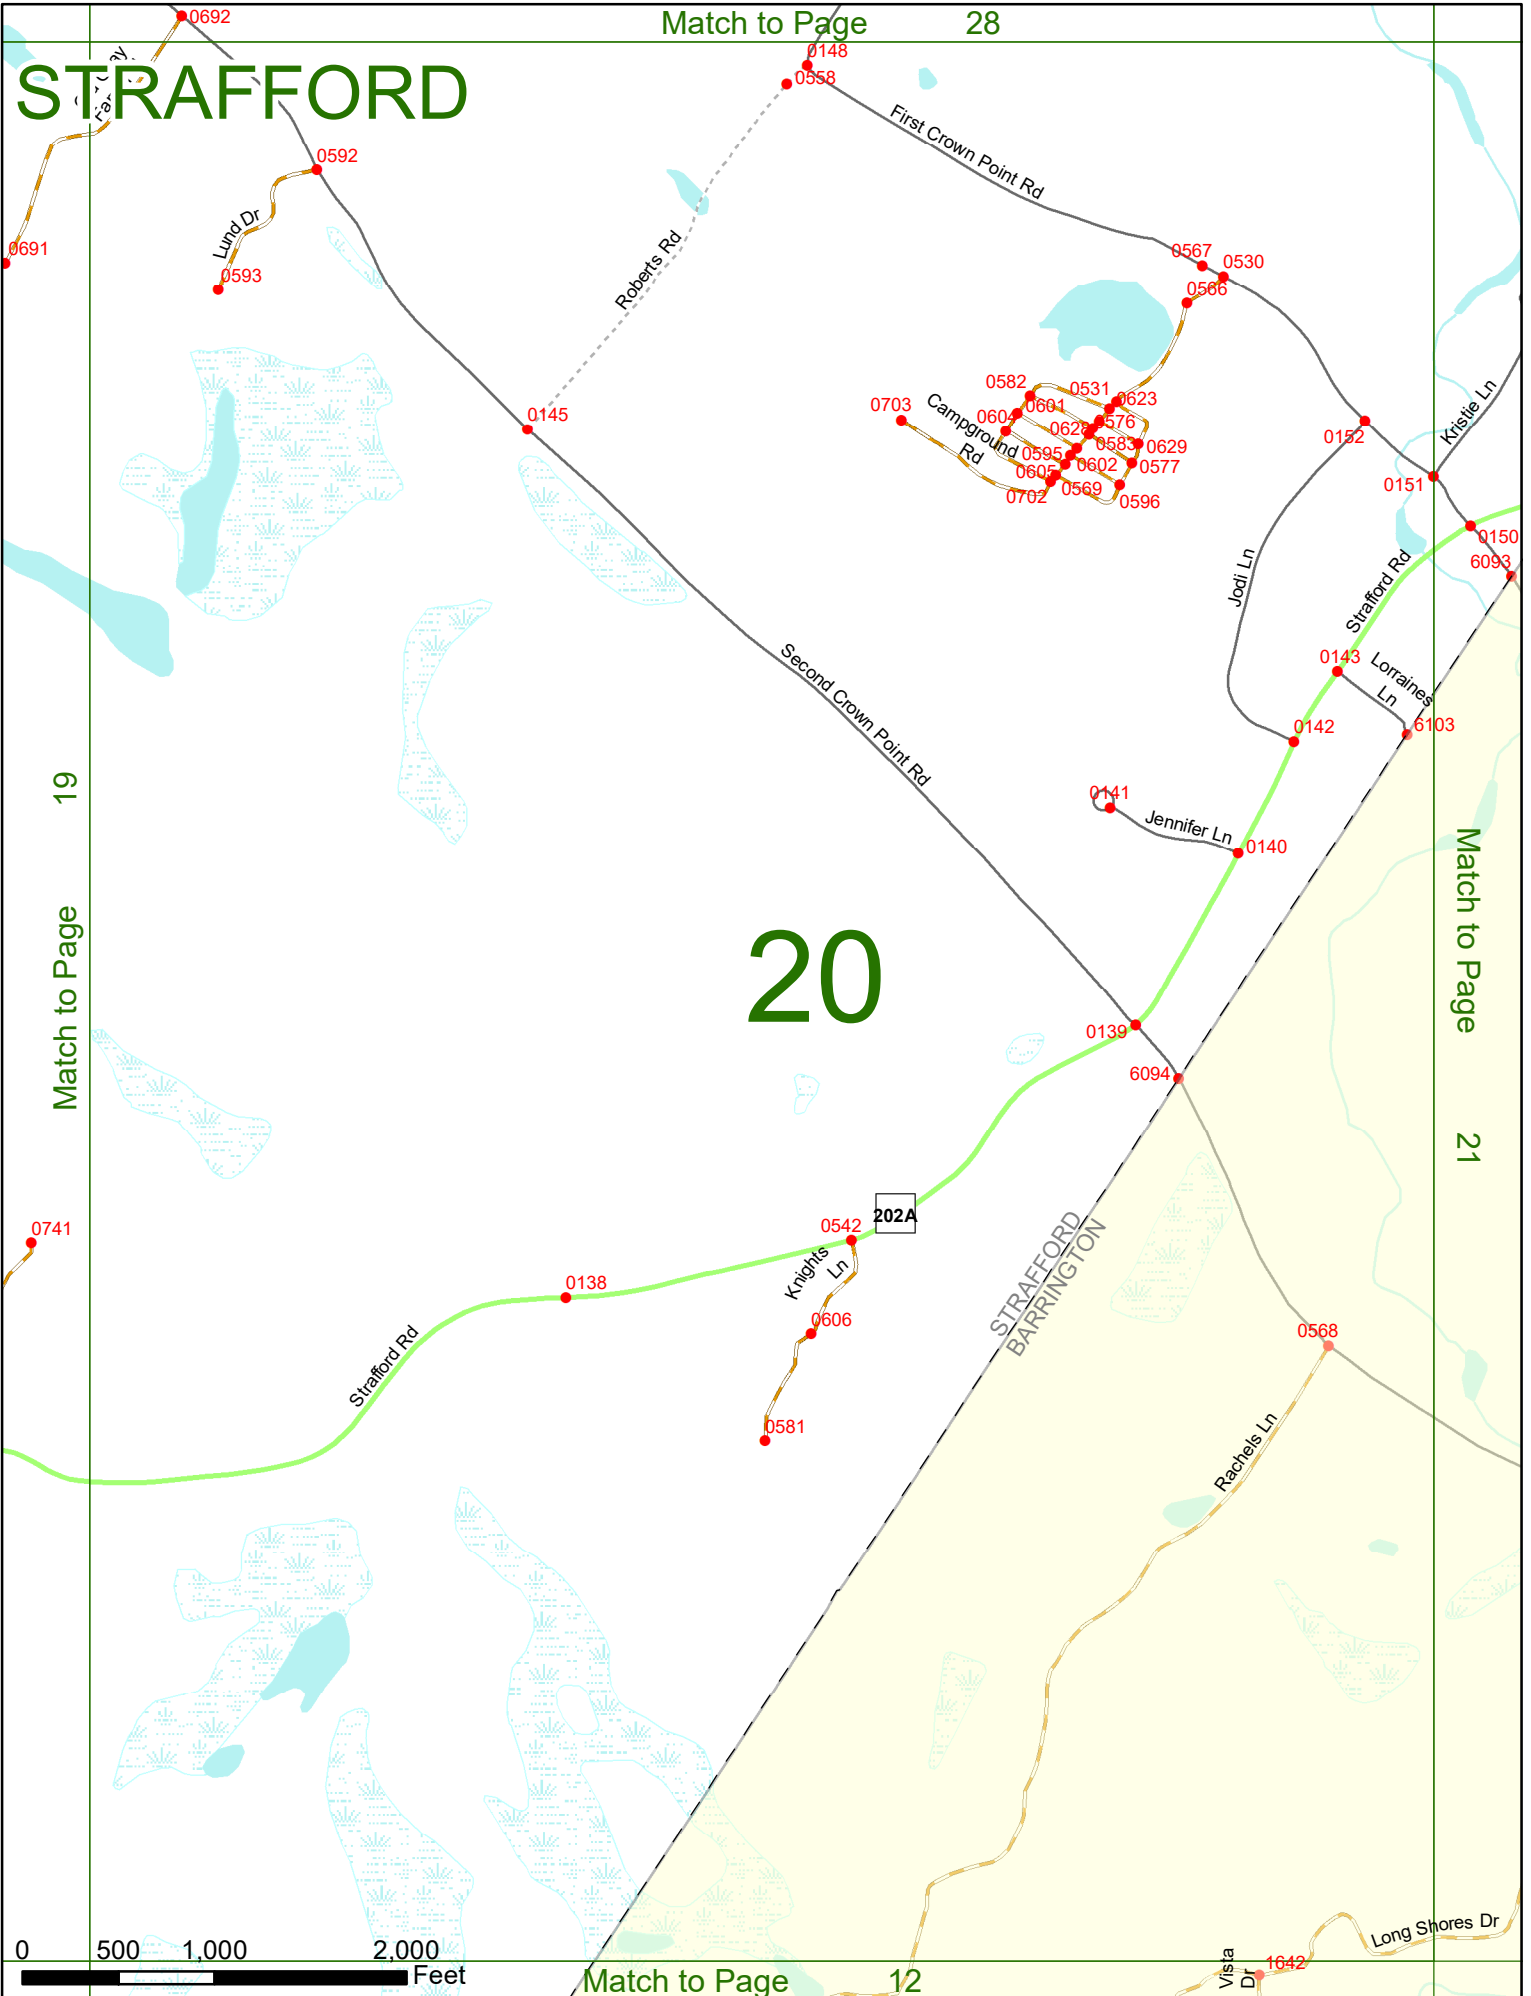 Match to Page 28
0692
0148
0558
STRAFFORD
First Crown Point Rd
0592
Lund Dr
0691
0593
Roberts Rd
0567
0530
0566
0582
0531
0623
0703
Campground
Rd
0604
0601
0576
0628
0583
0629
0595
0602
0577
0605
0569
0702
0596
0145
0152
Kristie Ln
0151
0150
6093
Jodi Ln
Strafford Rd
0143
Lorraines
Ln
6103
0142
Second Crown Point Rd
0141
Jennifer Ln
0140
Match to Page 19
Match to Page 21
20
0139
6094
202A
0542
Knights
Ln
0741
0138
0606
STRAFFORD
BARRINGTON
0568
Strafford Rd
0581
Rachels Ln
Long Shores Dr
Vista
Dr
1642
0 500 1,000 2,000
Feet
Match to Page 12